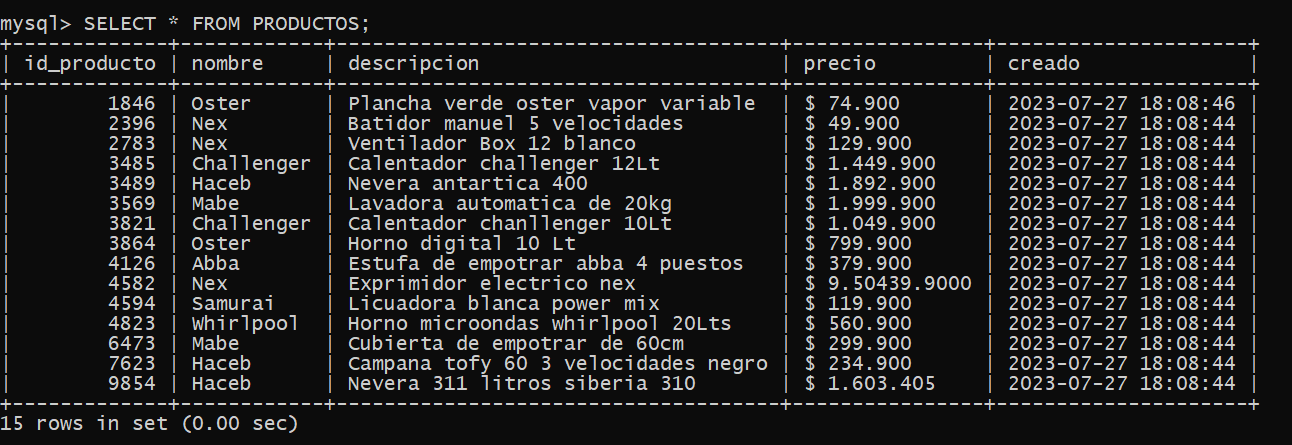 mysql> SELECT * FROM PRODUCTOS;
+-------------+------------+--------------------------------------+----------------+---------------------+
| id_producto | nombre     | descripcion                          | precio         | creado              |
+-------------+------------+--------------------------------------+----------------+---------------------+
|        1846 | Oster      | Plancha verde oster vapor variable   | $ 74.900       | 2023-07-27 18:08:46 |
|        2396 | Nex        | Batidor manuel 5 velocidades         | $ 49.900       | 2023-07-27 18:08:44 |
|        2783 | Nex        | Ventilador Box 12 blanco             | $ 129.900      | 2023-07-27 18:08:44 |
|        3485 | Challenger | Calentador challenger 12Lt           | $ 1.449.900    | 2023-07-27 18:08:44 |
|        3489 | Haceb      | Nevera antartica 400                 | $ 1.892.900    | 2023-07-27 18:08:44 |
|        3569 | Mabe       | Lavadora automatica de 20kg          | $ 1.999.900    | 2023-07-27 18:08:44 |
|        3821 | Challenger | Calentador chanllenger 10Lt          | $ 1.049.900    | 2023-07-27 18:08:44 |
|        3864 | Oster      | Horno digital 10 Lt                  | $ 799.900      | 2023-07-27 18:08:44 |
|        4126 | Abba       | Estufa de empotrar abba 4 puestos    | $ 379.900      | 2023-07-27 18:08:44 |
|        4582 | Nex        | Exprimidor electrico nex             | $ 9.50439.9000 | 2023-07-27 18:08:44 |
|        4594 | Samurai    | Licuadora blanca power mix           | $ 119.900      | 2023-07-27 18:08:44 |
|        4823 | Whirlpool  | Horno microondas whirlpool 20Lts     | $ 560.900      | 2023-07-27 18:08:44 |
|        6473 | Mabe       | Cubierta de empotrar de 60cm         | $ 299.900      | 2023-07-27 18:08:44 |
|        7623 | Haceb      | Campana tofy 60 3 velocidades negro  | $ 234.900      | 2023-07-27 18:08:44 |
|        9854 | Haceb      | Nevera 311 litros siberia 310        | $ 1.603.405    | 2023-07-27 18:08:44 |
+-------------+------------+--------------------------------------+----------------+---------------------+
15 rows in set (0.00 sec)